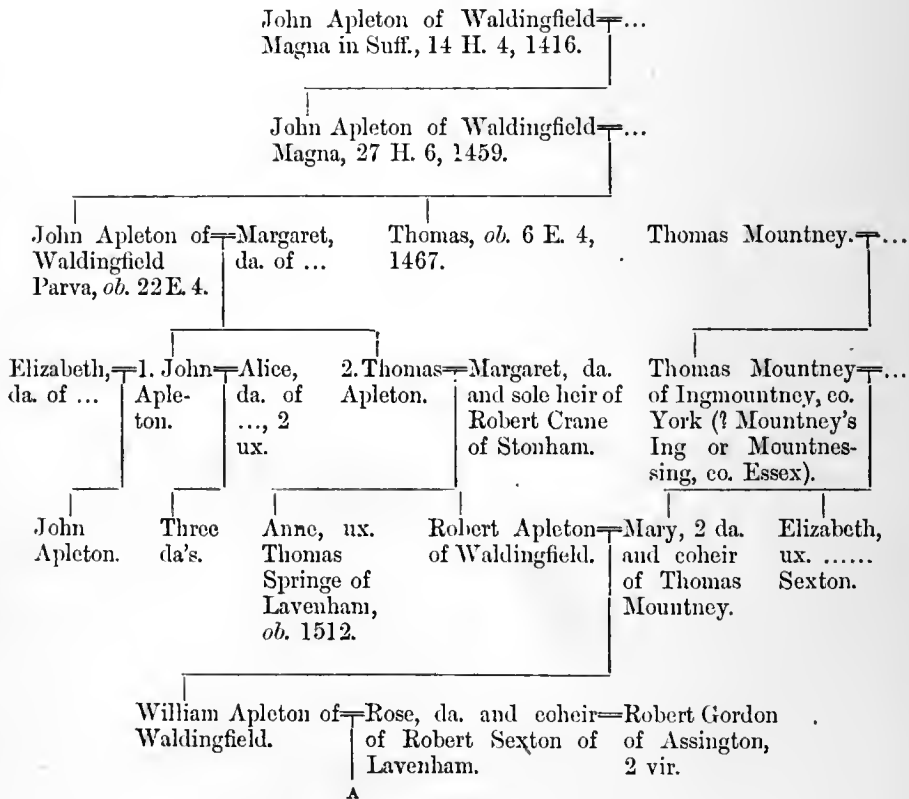 John Apleton of Waldingfield=...
Magna in Suff., 14 H. 4, 1416.
John Apleton of Waldingfield=...
Magna, 27 H. 6, 1459.
John Apleton of=Margaret,
Waldingfield da. of ...
Parva, ob. 22 E. 4.
Thomas, ob. 6 E. 4,
1467.
Thomas Mountney.=...
Elizabeth,=1. John=Alice,
da. of ... Aple- da. of
ton. ..., 2
ux.
2. Thomas=Margaret, da.
Apleton. and sole heir of
Robert Crane
of Stonham.
Thomas Mountney=...
of Ingmountney, co.
York (? Mountney's
Ing or Mountnes-
sing, co. Essex).
John
Apleton.
Three
da's.
Anne, ux.
Thomas
Springe of
Lavenham,
ob. 1512.
Robert Apleton=Mary, 2 da.
of Waldingfield. and coheir
of Thomas
Mountney.
Elizabeth,
ux. ......
Sexton.
William Apleton of=Rose, da. and coheir=Robert Gordon
Waldingfield. of Robert Sexton of of Assington,
Lavenham. 2 vir.
A